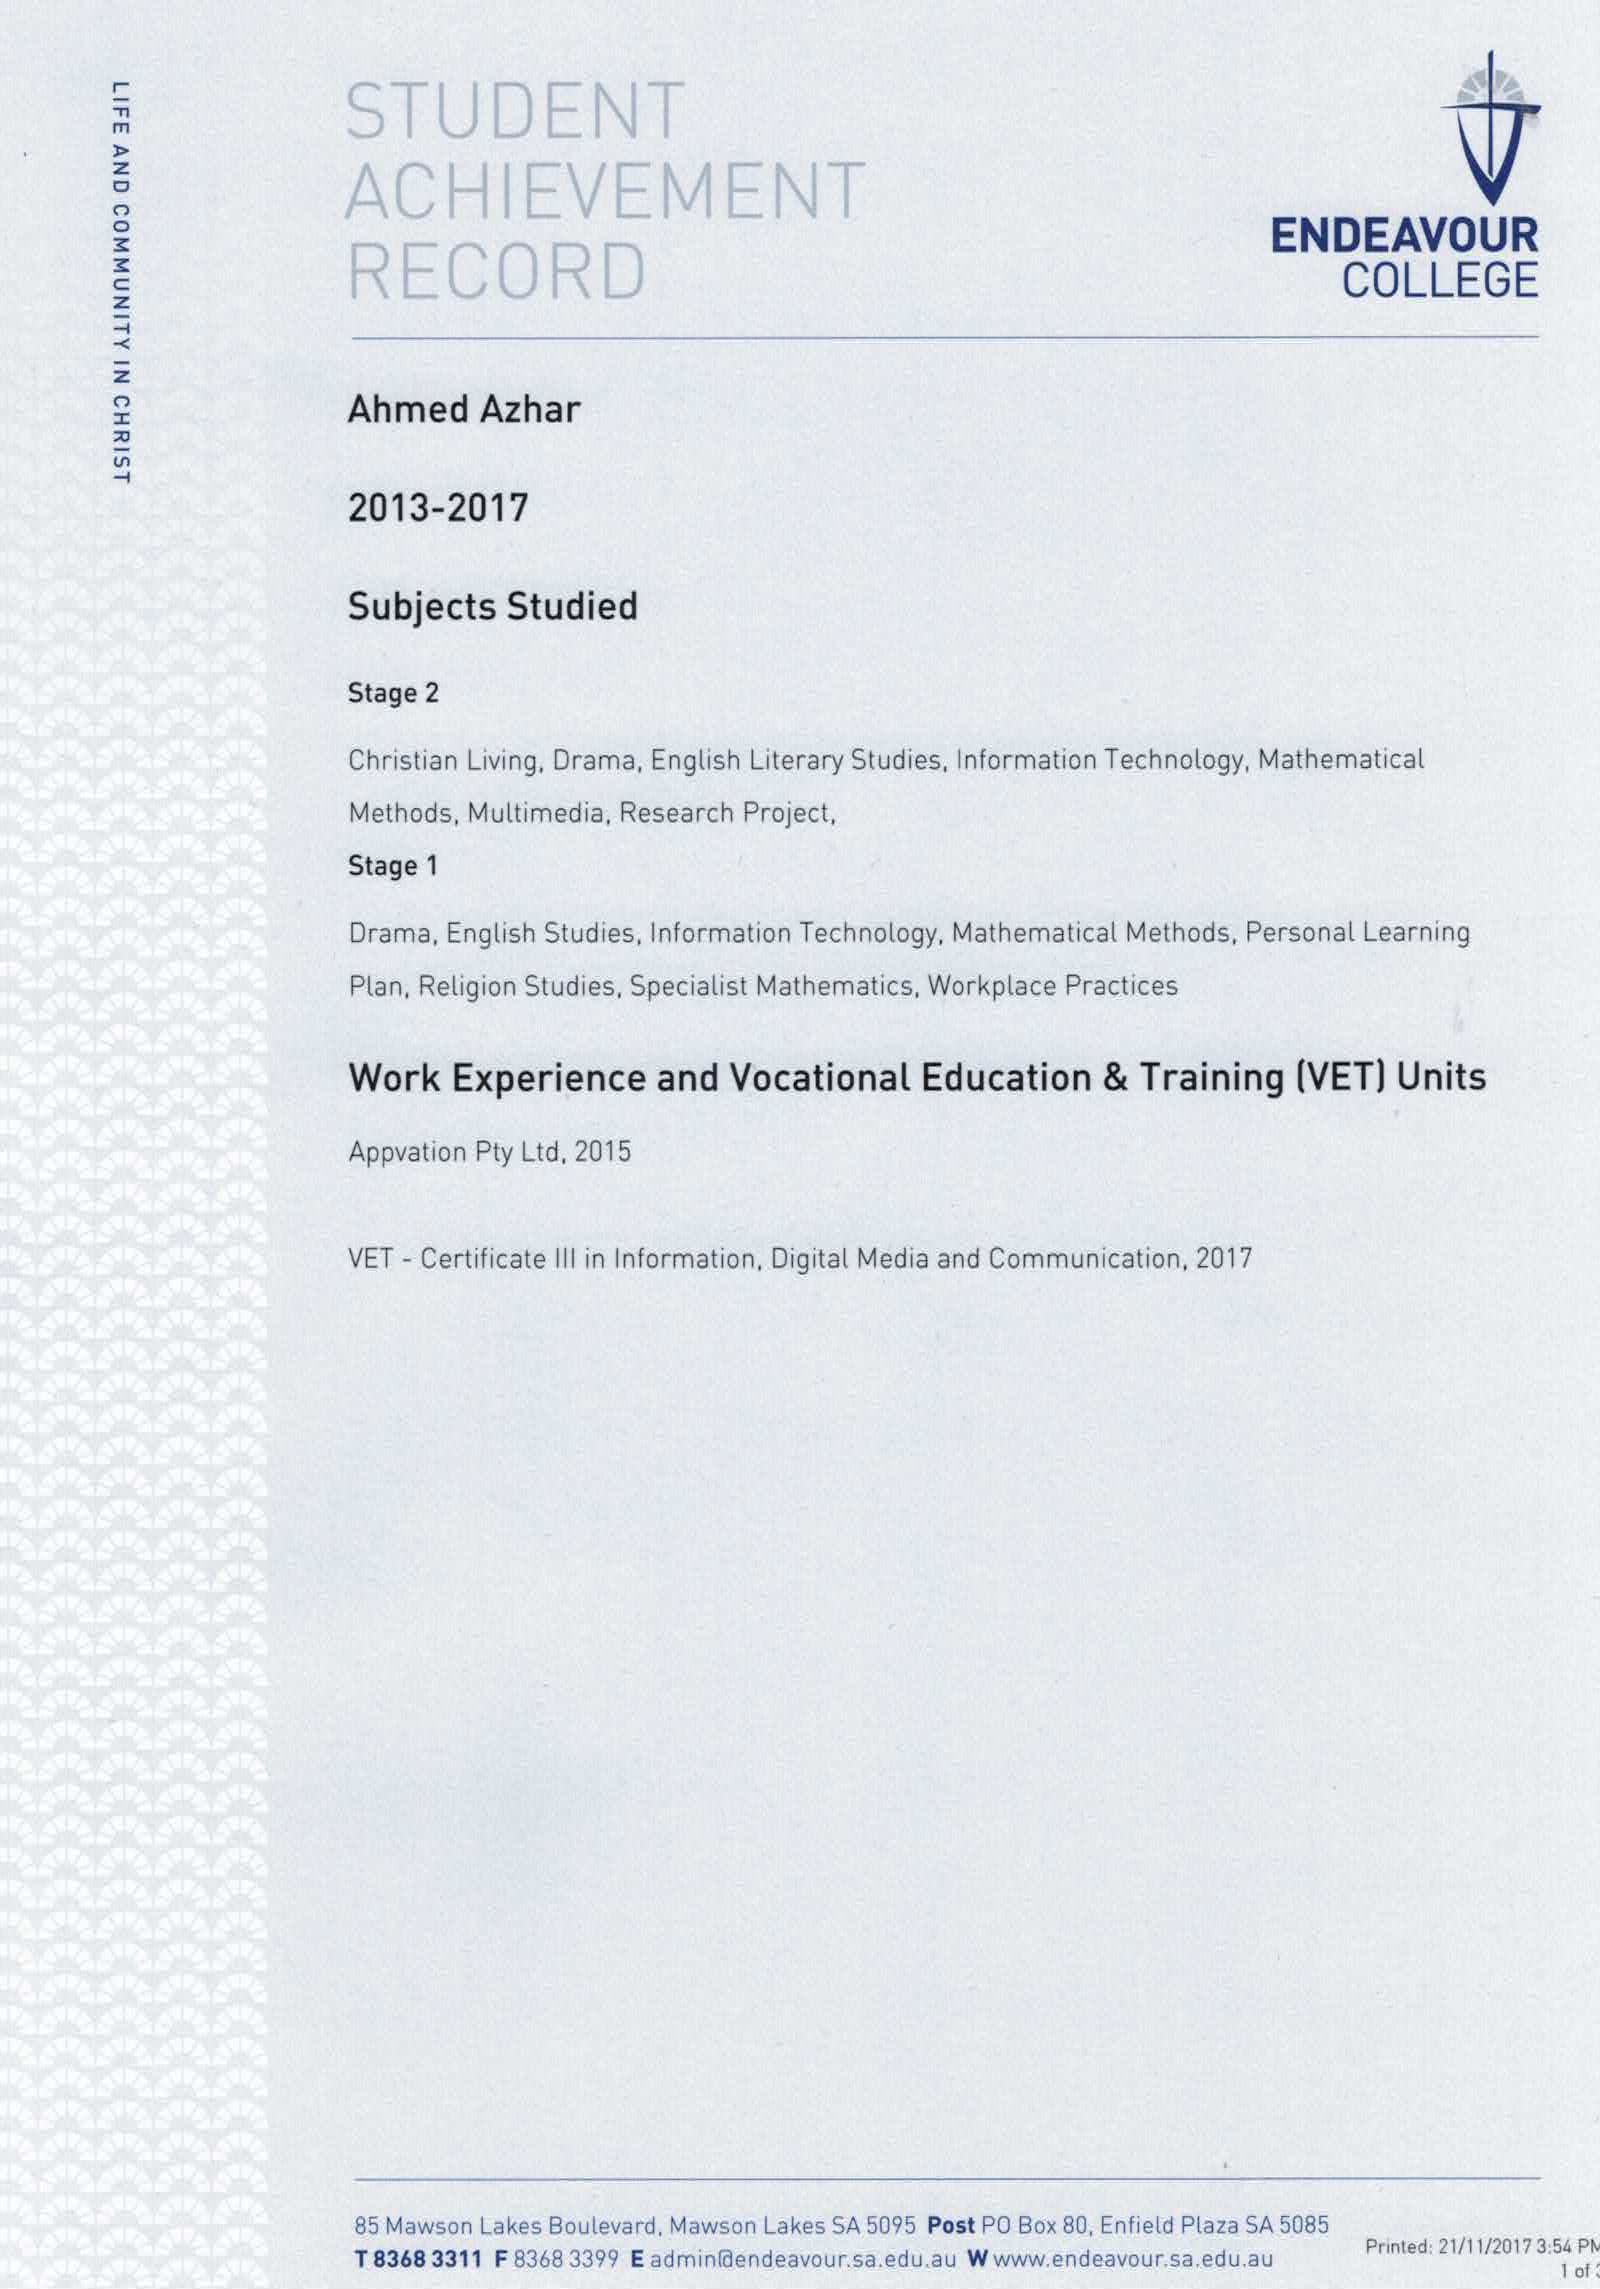 LIFE AND COMMUNITY IN CHRIST
STUDENT
ACHIEVEMENT
RECORD
ENDEAVOUR
COLLEGE
Ahmed Azhar
2013-2017
Subjects Studied
Stage 2
Christian Living, Drama, English Literary Studies, Information Technology, Mathematical
Methods, Multimedia, Research Project,
Stage 1
Drama, English Studies, Information Technology, Mathematical Methods, Personal Learning
Plan, Religion Studies, Specialist Mathematics, Workplace Practices
Work Experience and Vocational Education & Training (VET) Units
Appvation Pty Ltd, 2015
VET - Certificate III in Information, Digital Media and Communication, 2017
85 Mawson Lakes Boulevard, Mawson Lakes SA 5095 Post PO Box 80, Enfield Plaza SA 5085
T 8368 3311 F 8368 3399 E admin@endeavour.sa.edu.au W www.endeavour.sa.edu.au
Printed: 21/11/2017 3:54 PM
1 of 3